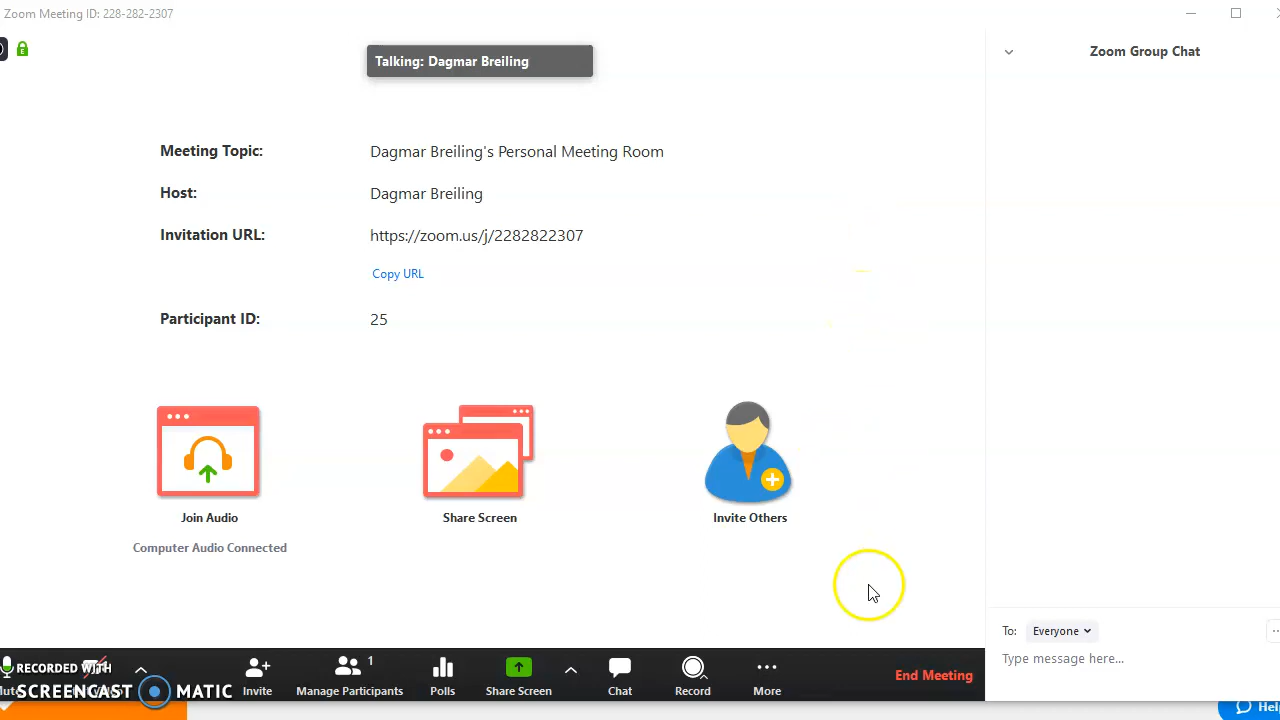 Zoom Meeting ID: 228-282-2307
Talking: Dagmar Breiling
Zoom Group Chat
Meeting Topic: Dagmar Breiling's Personal Meeting Room
Host: Dagmar Breiling
Invitation URL: https://zoom.us/j/2282822307
Copy URL
Participant ID: 25
Join Audio Share Screen Invite Others
Computer Audio Connected
To: Everyone
Type message here...
1
RECORDED WITH
SCREENCAST MATIC
Invite Manage Participants Polls Share Screen Chat Record More
End Meeting
Help